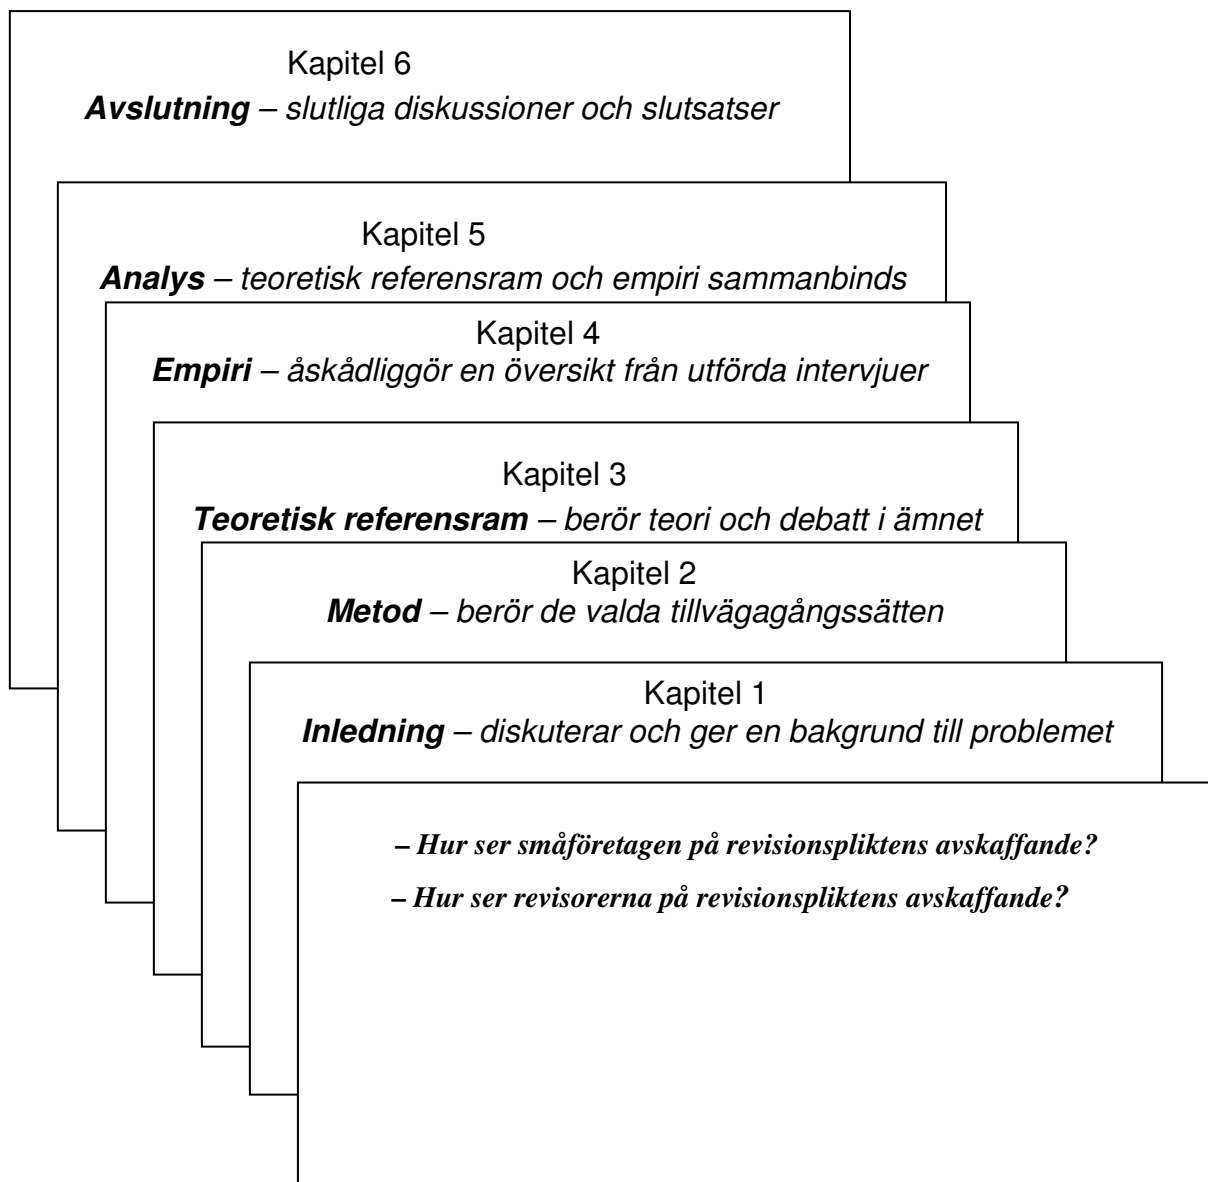 Kapitel 6
Avslutning – slutliga diskussioner och slutsatser
Kapitel 5
Analys – teoretisk referensram och empiri sammanbinds
Kapitel 4
Empiri – åskådliggör en översikt från utförda intervjuer
Kapitel 3
Teoretisk referensram – berör teori och debatt i ämnet
Kapitel 2
Metod – berör de valda tillvägagångssätten
Kapitel 1
Inledning – diskuterar och ger en bakgrund till problemet
– Hur ser småföretagen på revisionspliktens avskaffande?
– Hur ser revisorerna på revisionspliktens avskaffande?